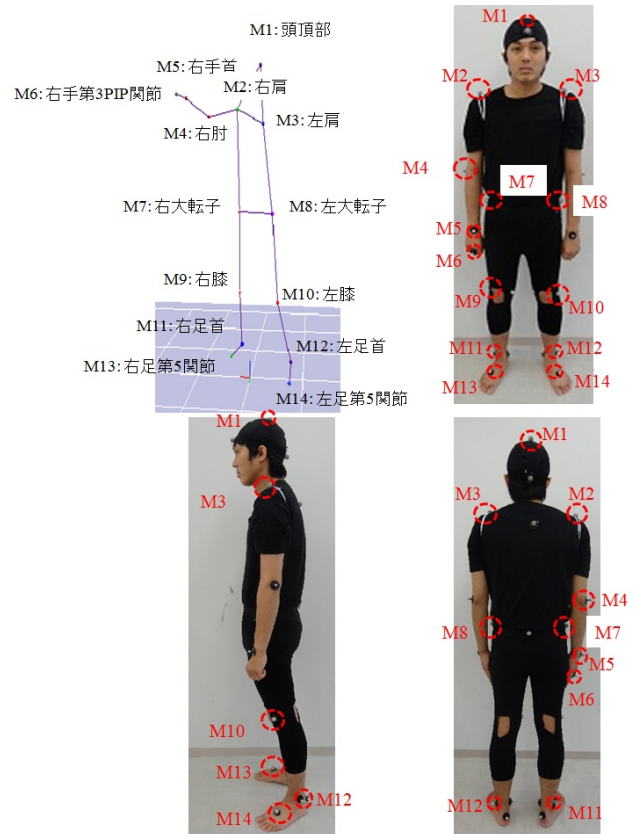 M1:頭頂部
M5:右手首
M2:右肩
M6:右手第3PIP関節
M4:右肘
M3:左肩
M7:右大転子
M8:左大転子
M9:右膝
M10:左膝
M11:右足首
M12:左足首
M13:右足第5関節
M14:左足第5関節
M1
M2
M3
M4
M7
M8
M5
M6
M9
M10
M11
M12
M13
M14
M1
M3
M10
M13
M12
M14
M1
M3
M2
M4
M8
M7
M5
M6
M12
M11